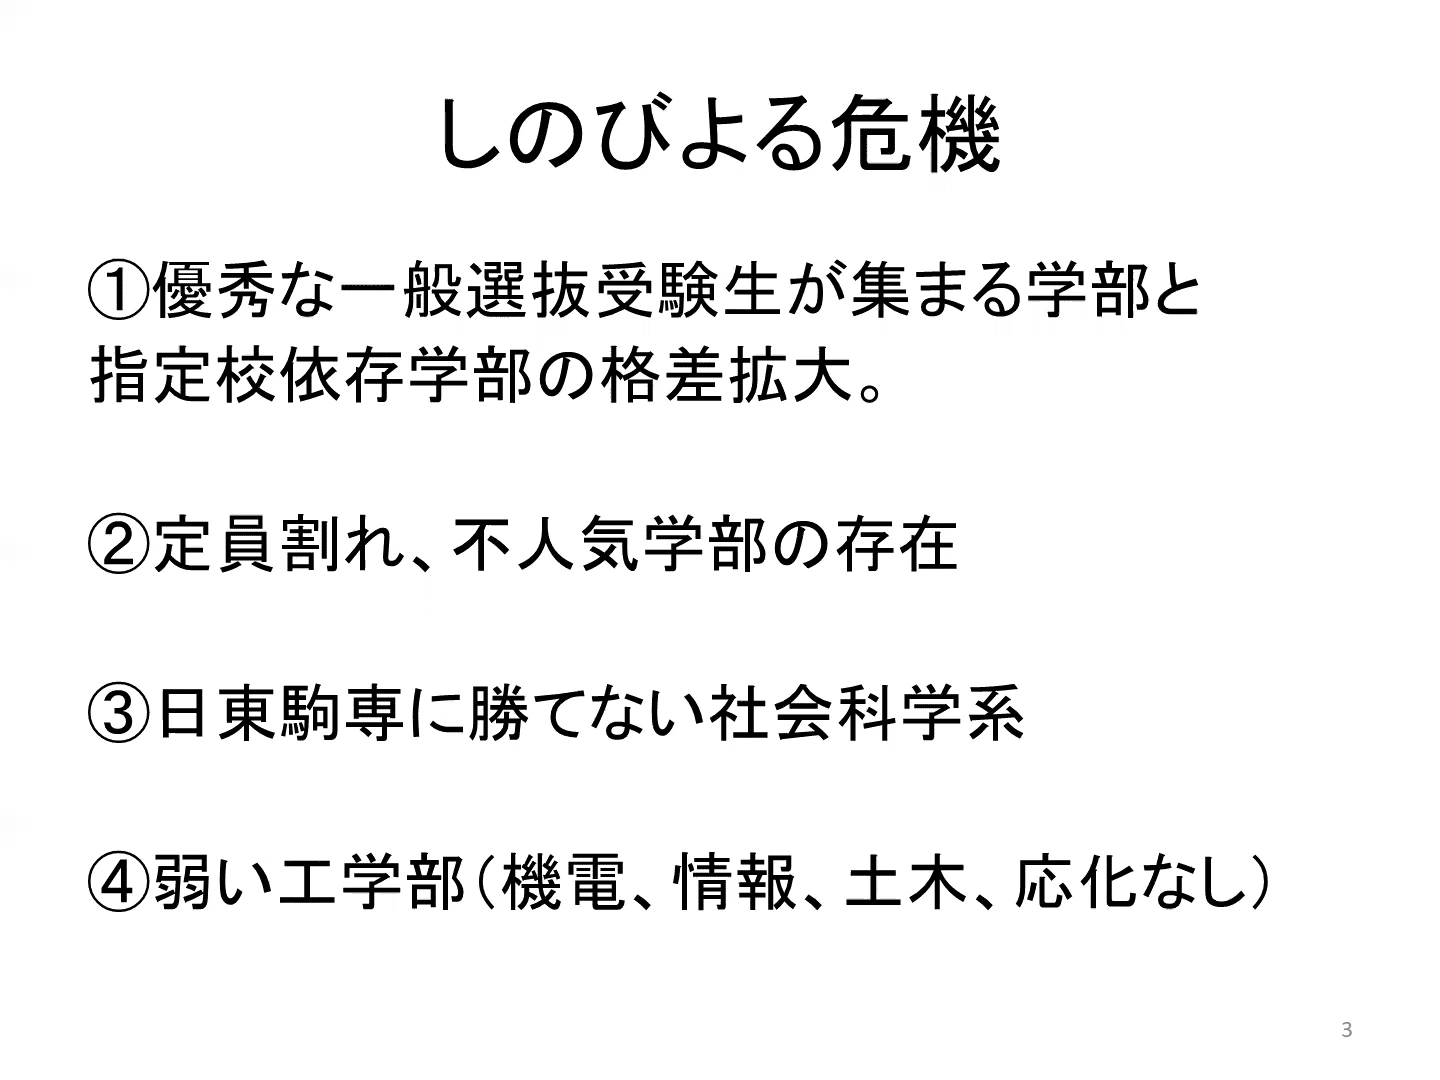 しのびよる危機
①優秀な一般選抜受験生が集まる学部と
指定校依存学部の格差拡大。
②定員割れ、不人気学部の存在
③日東駒専に勝てない社会科学系
④弱い工学部（機電、情報、土木、応化なし）
3